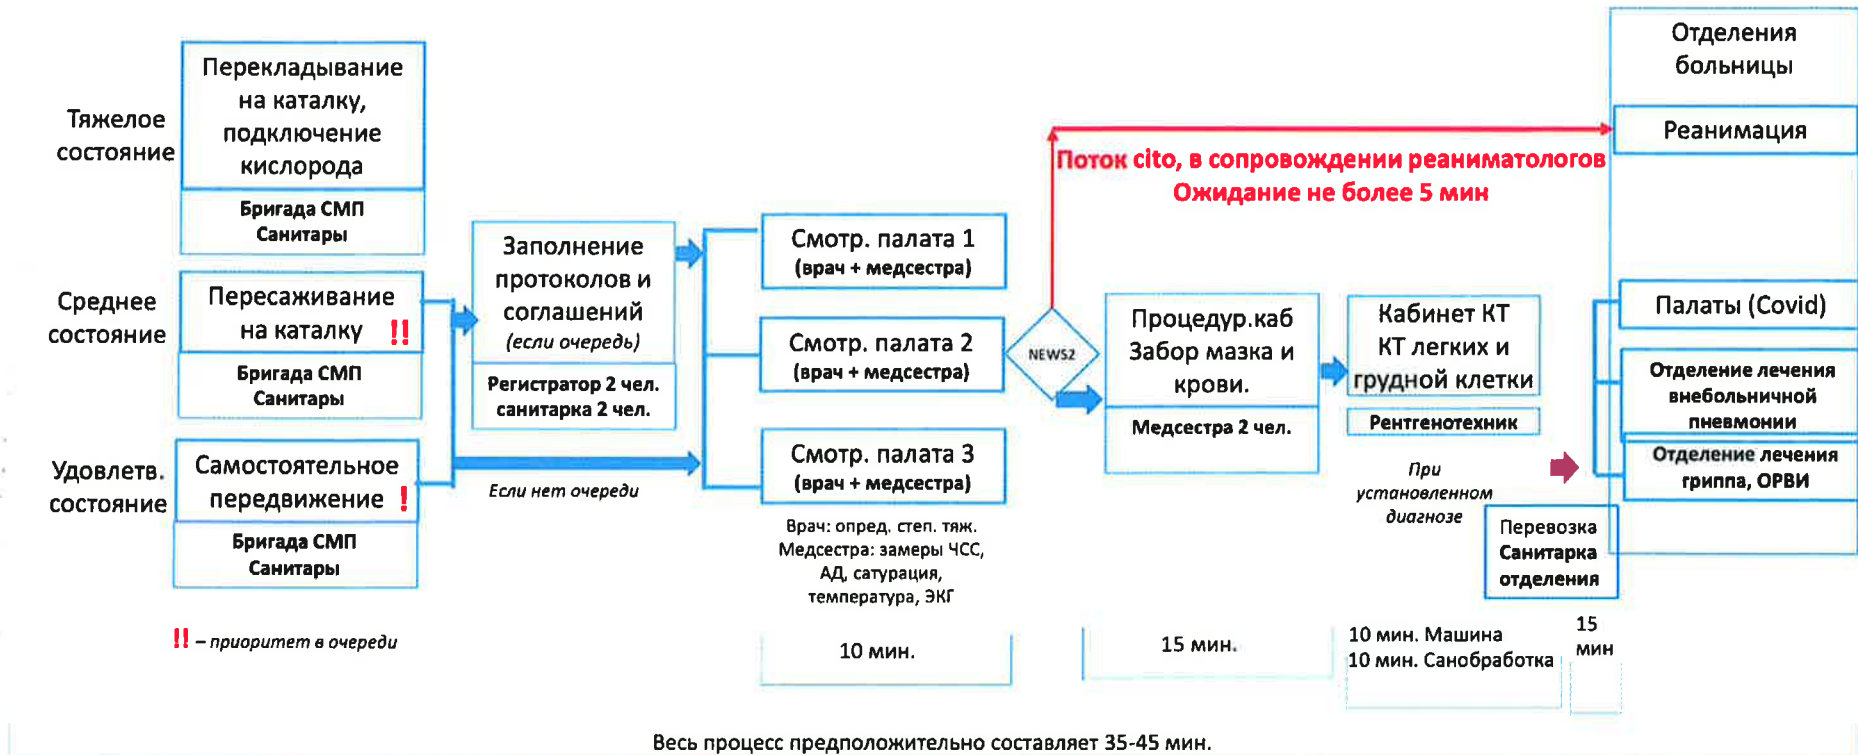 Тяжелое
состояние
Перекладывание
на каталку,
подключение
кислорода
Бригада СМП
Санитары
Среднее
состояние
Пересаживание
на каталку !!
Бригада СМП
Санитары
Удовлетв.
состояние
Самостоятельное
передвижение !
Бригада СМП
Санитары
!! – приоритет в очереди
Заполнение
протоколов и
соглашений
(если очередь)
Регистратор 2 чел.
санитарка 2 чел.
Если нет очереди
Смотр. палата 1
(врач + медсестра)
Смотр. палата 2
(врач + медсестра)
Смотр. палата 3
(врач + медсестра)
Врач: опред. степ. тяж.
Медсестра: замеры ЧСС,
АД, сатурация,
температура, ЭКГ
10 мин.
NEWS2
Поток cito, в сопровождении реаниматологов
Ожидание не более 5 мин
Процедур.каб
Забор мазка и
крови.
Медсестра 2 чел.
15 мин.
Кабинет КТ
КТ легких и
грудной клетки
Рентгенотехник
При
установленном
диагнозе
10 мин. Машина
10 мин. Санобработка
Перевозка
Санитарка
отделения
15
мин
Отделения
больницы
Реанимация
Палаты (Covid)
Отделение лечения
внебольничной
пневмонии
Отделение лечения
гриппа, ОРВИ
Весь процесс предположительно составляет 35-45 мин.